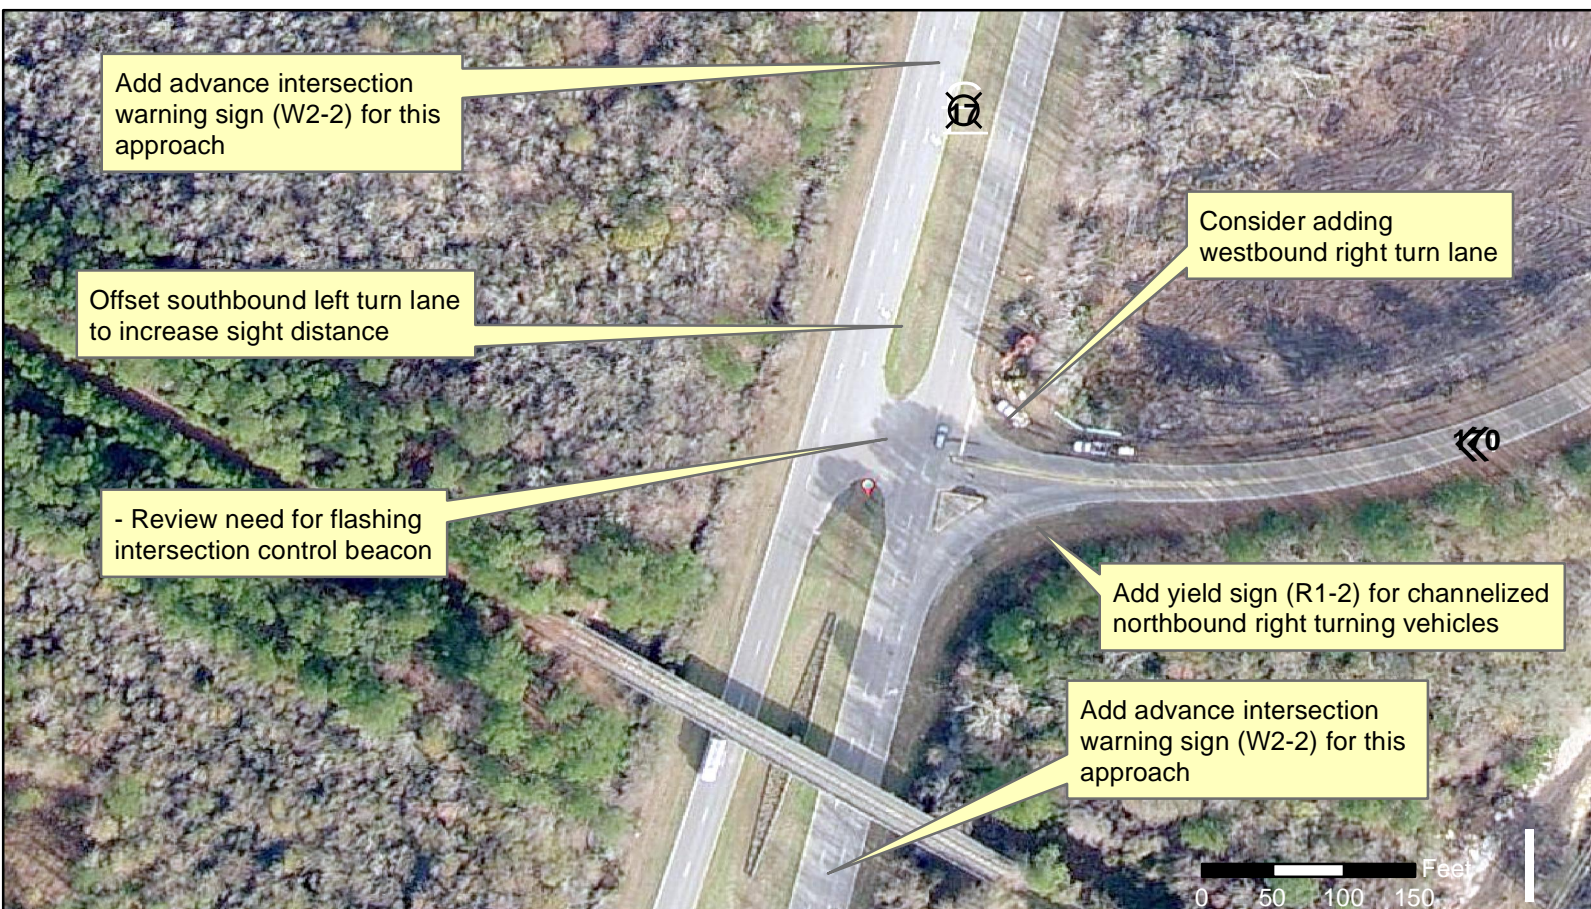 Add advance intersection
warning sign (W2-2) for this
approach
17
Consider adding
westbound right turn lane
Offset southbound left turn lane
to increase sight distance
170
- Review need for flashing
intersection control beacon
Add yield sign (R1-2) for channelized
northbound right turning vehicles
Add advance intersection
warning sign (W2-2) for this
approach
Feet
0 50 100 150